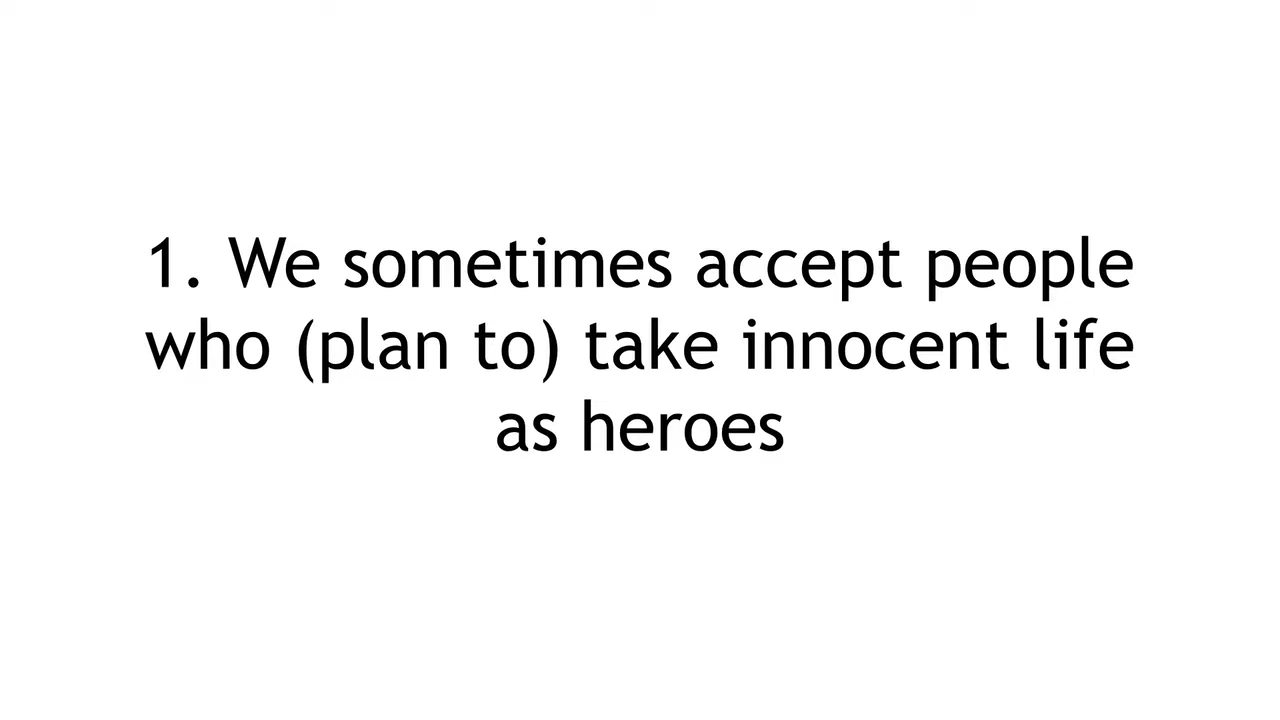 1. We sometimes accept people
who (plan to) take innocent life
as heroes